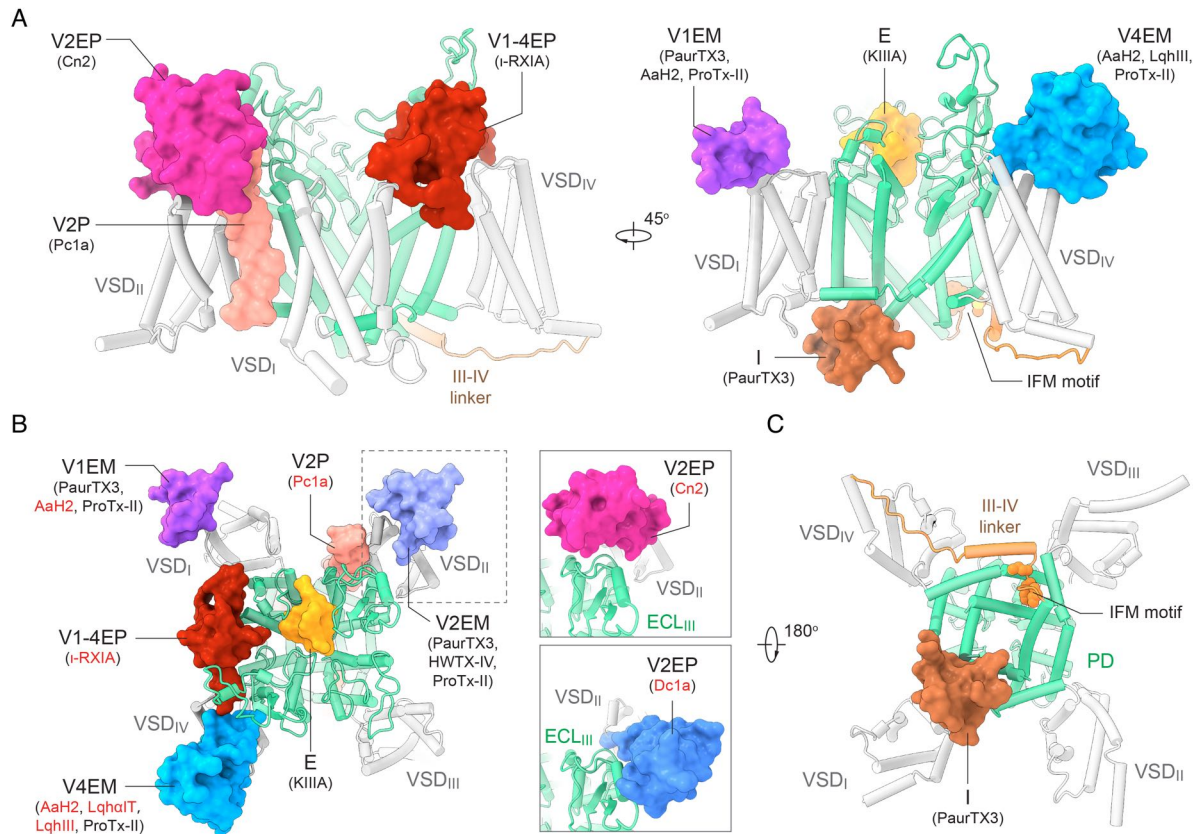 A
V2EP
(Cn2)
V1-4EP
(ι-RXIA)
VSDIV
V2P
(Pc1a)
VSDII
VSDI
III-IV
linker
45o
V1EM
(PaurTX3,
AaH2, ProTx-II)
E
(KIIIA)
V4EM
(AaH2, LqhIII,
ProTx-II)
VSDI
VSDIV
I
(PaurTX3)
IFM motif
B
V1EM
(PaurTX3,
AaH2, ProTx-II)
V2P
(Pc1a)
VSDI
VSDII
V1-4EP
(ι-RXIA)
V2EM
(PaurTX3,
HWTX-IV,
ProTx-II)
VSDIV
V4EM
(AaH2, LqhαIT,
LqhIII, ProTx-II)
E
(KIIIA)
VSDIII
V2EP
(Cn2)
VSDII
ECLIII
V2EP
(Dc1a)
VSDII
ECLIII
180o
C
VSDIII
III-IV
linker
VSDIV
IFM motif
PD
VSDI
VSDII
I
(PaurTX3)